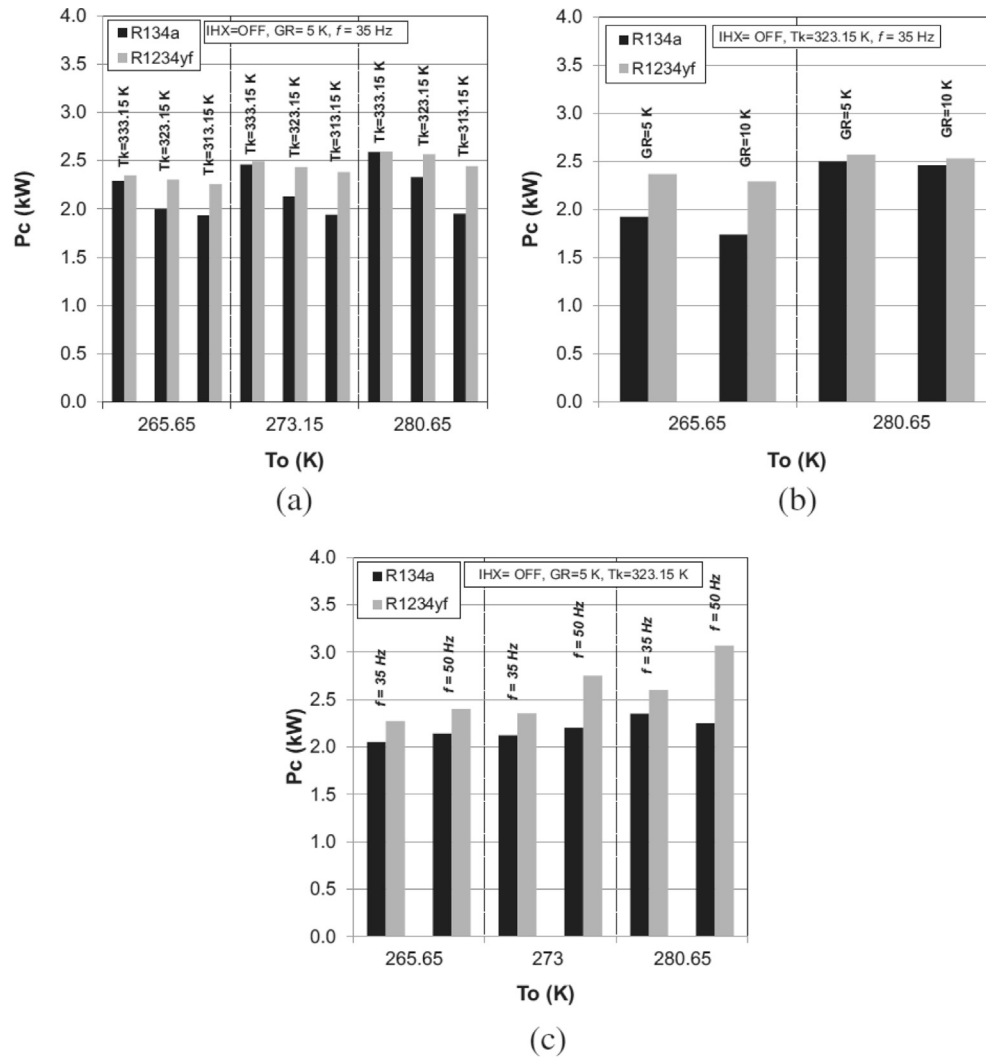 4.0
3.5
3.0
2.5
2.0
1.5
1.0
0.5
0.0
Pc (kW)
R134a
R1234yf
IHX=OFF, GR= 5 K, f = 35 Hz
Tk=333.15 K
Tk=323.15 K
Tk=313.15 K
Tk=333.15 K
Tk=323.15 K
Tk=313.15 K
Tk=333.15 K
Tk=323.15 K
Tk=313.15 K
265.65 273.15 280.65
To (K)
(a)
4.0
3.5
3.0
2.5
2.0
1.5
1.0
0.5
0.0
Pc (kW)
R134a
R1234yf
IHX= OFF, Tk=323.15 K, f = 35 Hz
GR=5 K
GR=10 K
GR=5 K
GR=10 K
265.65 280.65
To (K)
(b)
4.0
3.5
3.0
2.5
2.0
1.5
1.0
0.5
0.0
Pc (kW)
R134a
R1234yf
IHX= OFF, GR=5 K, Tk=323.15 K
f = 35 Hz
f = 50 Hz
f = 35 Hz
f = 50 Hz
f = 35 Hz
f = 50 Hz
265.65 273 280.65
To (K)
(c)